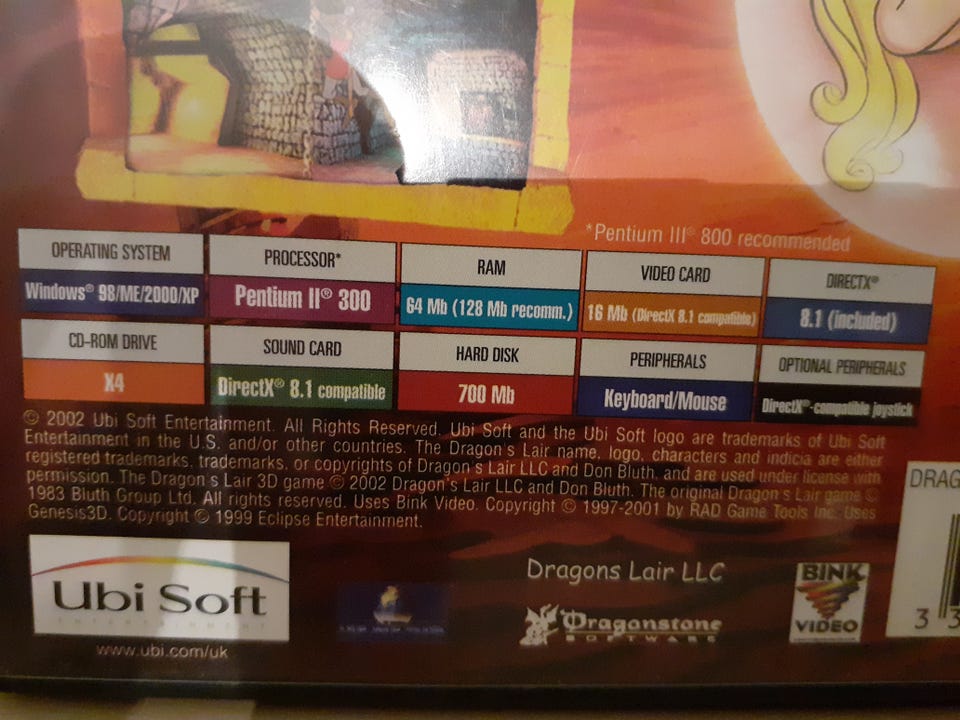 *Pentium III® 800 recommended
OPERATING SYSTEM
Windows® 98/ME/2000/XP
PROCESSOR*
Pentium II® 300
RAM
64 Mb (128 Mb recomm.)
VIDEO CARD
16 Mb (DirectX 8.1 compatible)
DIRECTX®
8.1 (included)
CD-ROM DRIVE
X4
SOUND CARD
DirectX® 8.1 compatible
HARD DISK
700 Mb
PERIPHERALS
Keyboard/Mouse
OPTIONAL PERIPHERALS
DirectX®-compatible joystick
© 2002 Ubi Soft Entertainment. All Rights Reserved. Ubi Soft and the Ubi Soft logo are trademarks of Ubi Soft
Entertainment in the U.S. and/or other countries. The Dragon's Lair name, logo, characters and indicia are either
registered trademarks, trademarks, or copyrights of Dragon's Lair LLC and Don Bluth, and are used under license with
permission. The Dragon's Lair 3D game © 2002 Dragon's Lair LLC and Don Bluth. The original Dragon's Lair game ©
1983 Bluth Group Ltd. All rights reserved. Uses Bink Video. Copyright © 1997-2001 by RAD Game Tools Inc. Uses
Genesis3D. Copyright © 1999 Eclipse Entertainment.
DRAG
Ubi Soft
ENTERTAINMENT
www.ubi.com/uk
Dragons Lair LLC
Dragonstone
SOFTWARE
BINK
VIDEO
3